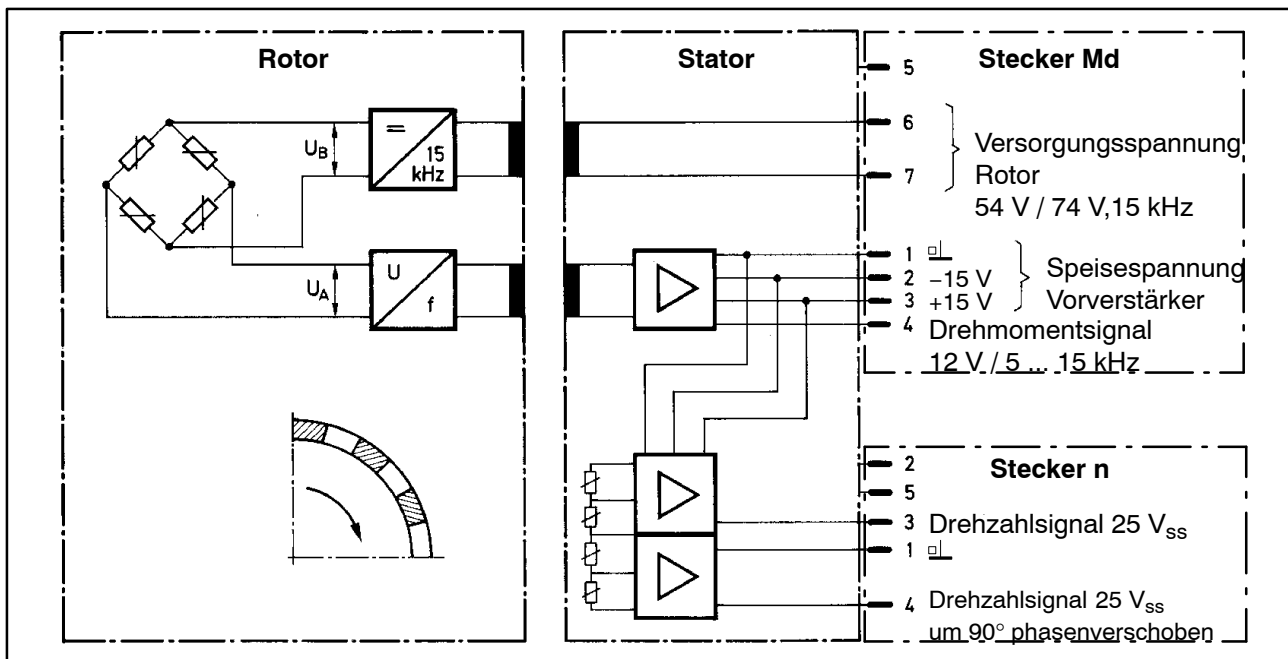 Rotor
Stator
Stecker Md
5
6
7
Versorgungsspannung
Rotor
54 V / 74 V,15 kHz
U_B
=
15
kHz
U_A
U
f
1
2 −15 V
3 +15 V
Speisespannung
Vorverstärker
4 Drehmomentsignal
12 V / 5 ... 15 kHz
Stecker n
2
5
3 Drehzahlsignal 25 V_ss
1
4 Drehzahlsignal 25 V_ss
um 90° phasenverschoben